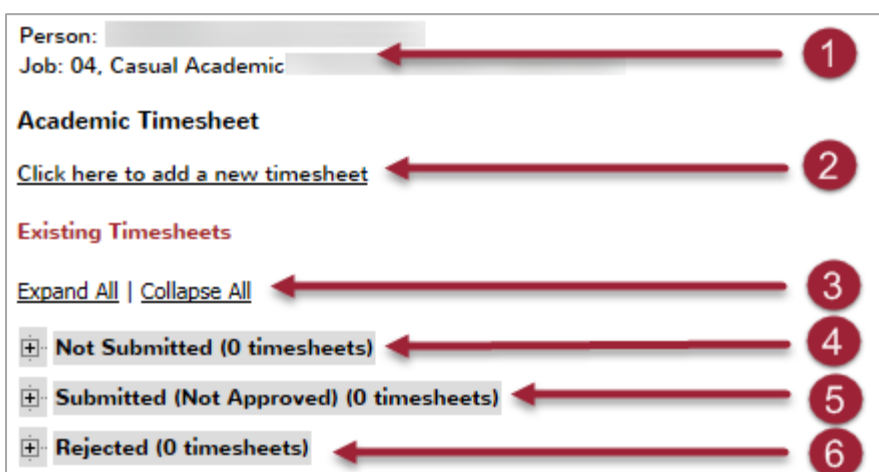 Person:
Job: 04, Casual Academic
1
Academic Timesheet
Click here to add a new timesheet
2
Existing Timesheets
Expand All | Collapse All
3
Not Submitted (0 timesheets)
4
Submitted (Not Approved) (0 timesheets)
5
Rejected (0 timesheets)
6